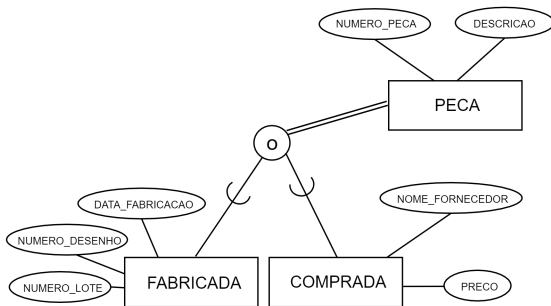 NUMERO_PECA
DESCRICAO
PECA
O
DATA_FABRICACAO
NOME_FORNECEDOR
NUMERO_DESENHO
NUMERO_LOTE
FABRICADA
COMPRADA
PRECO